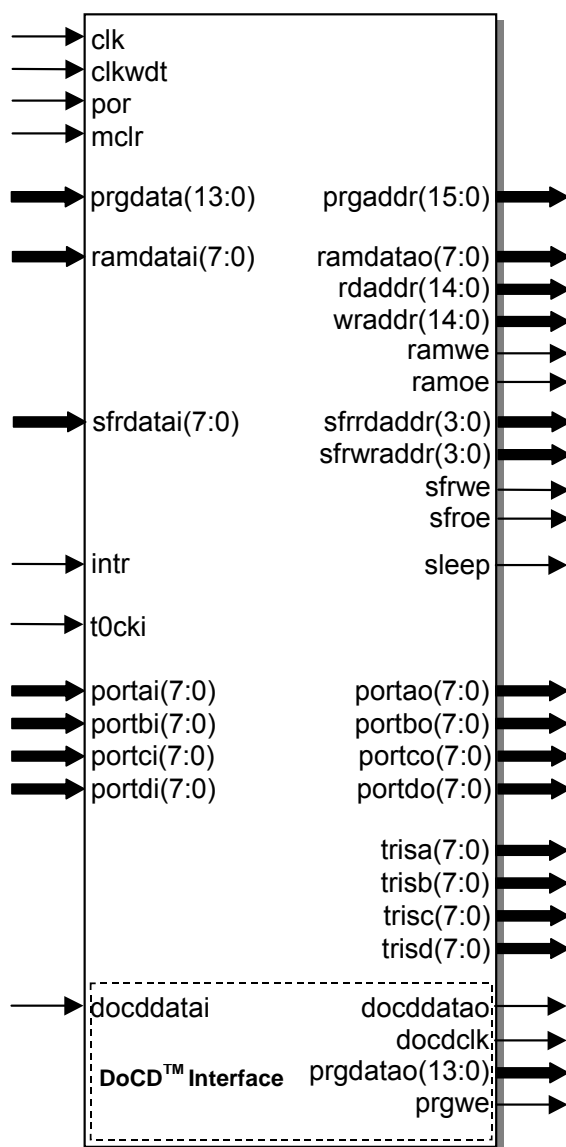 clk
clkwdt
por
mclr
prgdata(13:0) prgaddr(15:0)
ramdatai(7:0) ramdatao(7:0)
rdaddr(14:0)
wraddr(14:0)
ramwe
ramoe
sfrdatai(7:0) sfrrdaddr(3:0)
sfrwraddr(3:0)
sfrwe
sfroe
intr sleep
t0cki
portai(7:0) portao(7:0)
portbi(7:0) portbo(7:0)
portci(7:0) portco(7:0)
portdi(7:0) portdo(7:0)
trisa(7:0)
trisb(7:0)
trisc(7:0)
trisd(7:0)
docddatai docddatao
docdclk
DoCD™ Interface prgdatao(13:0)
prgwe